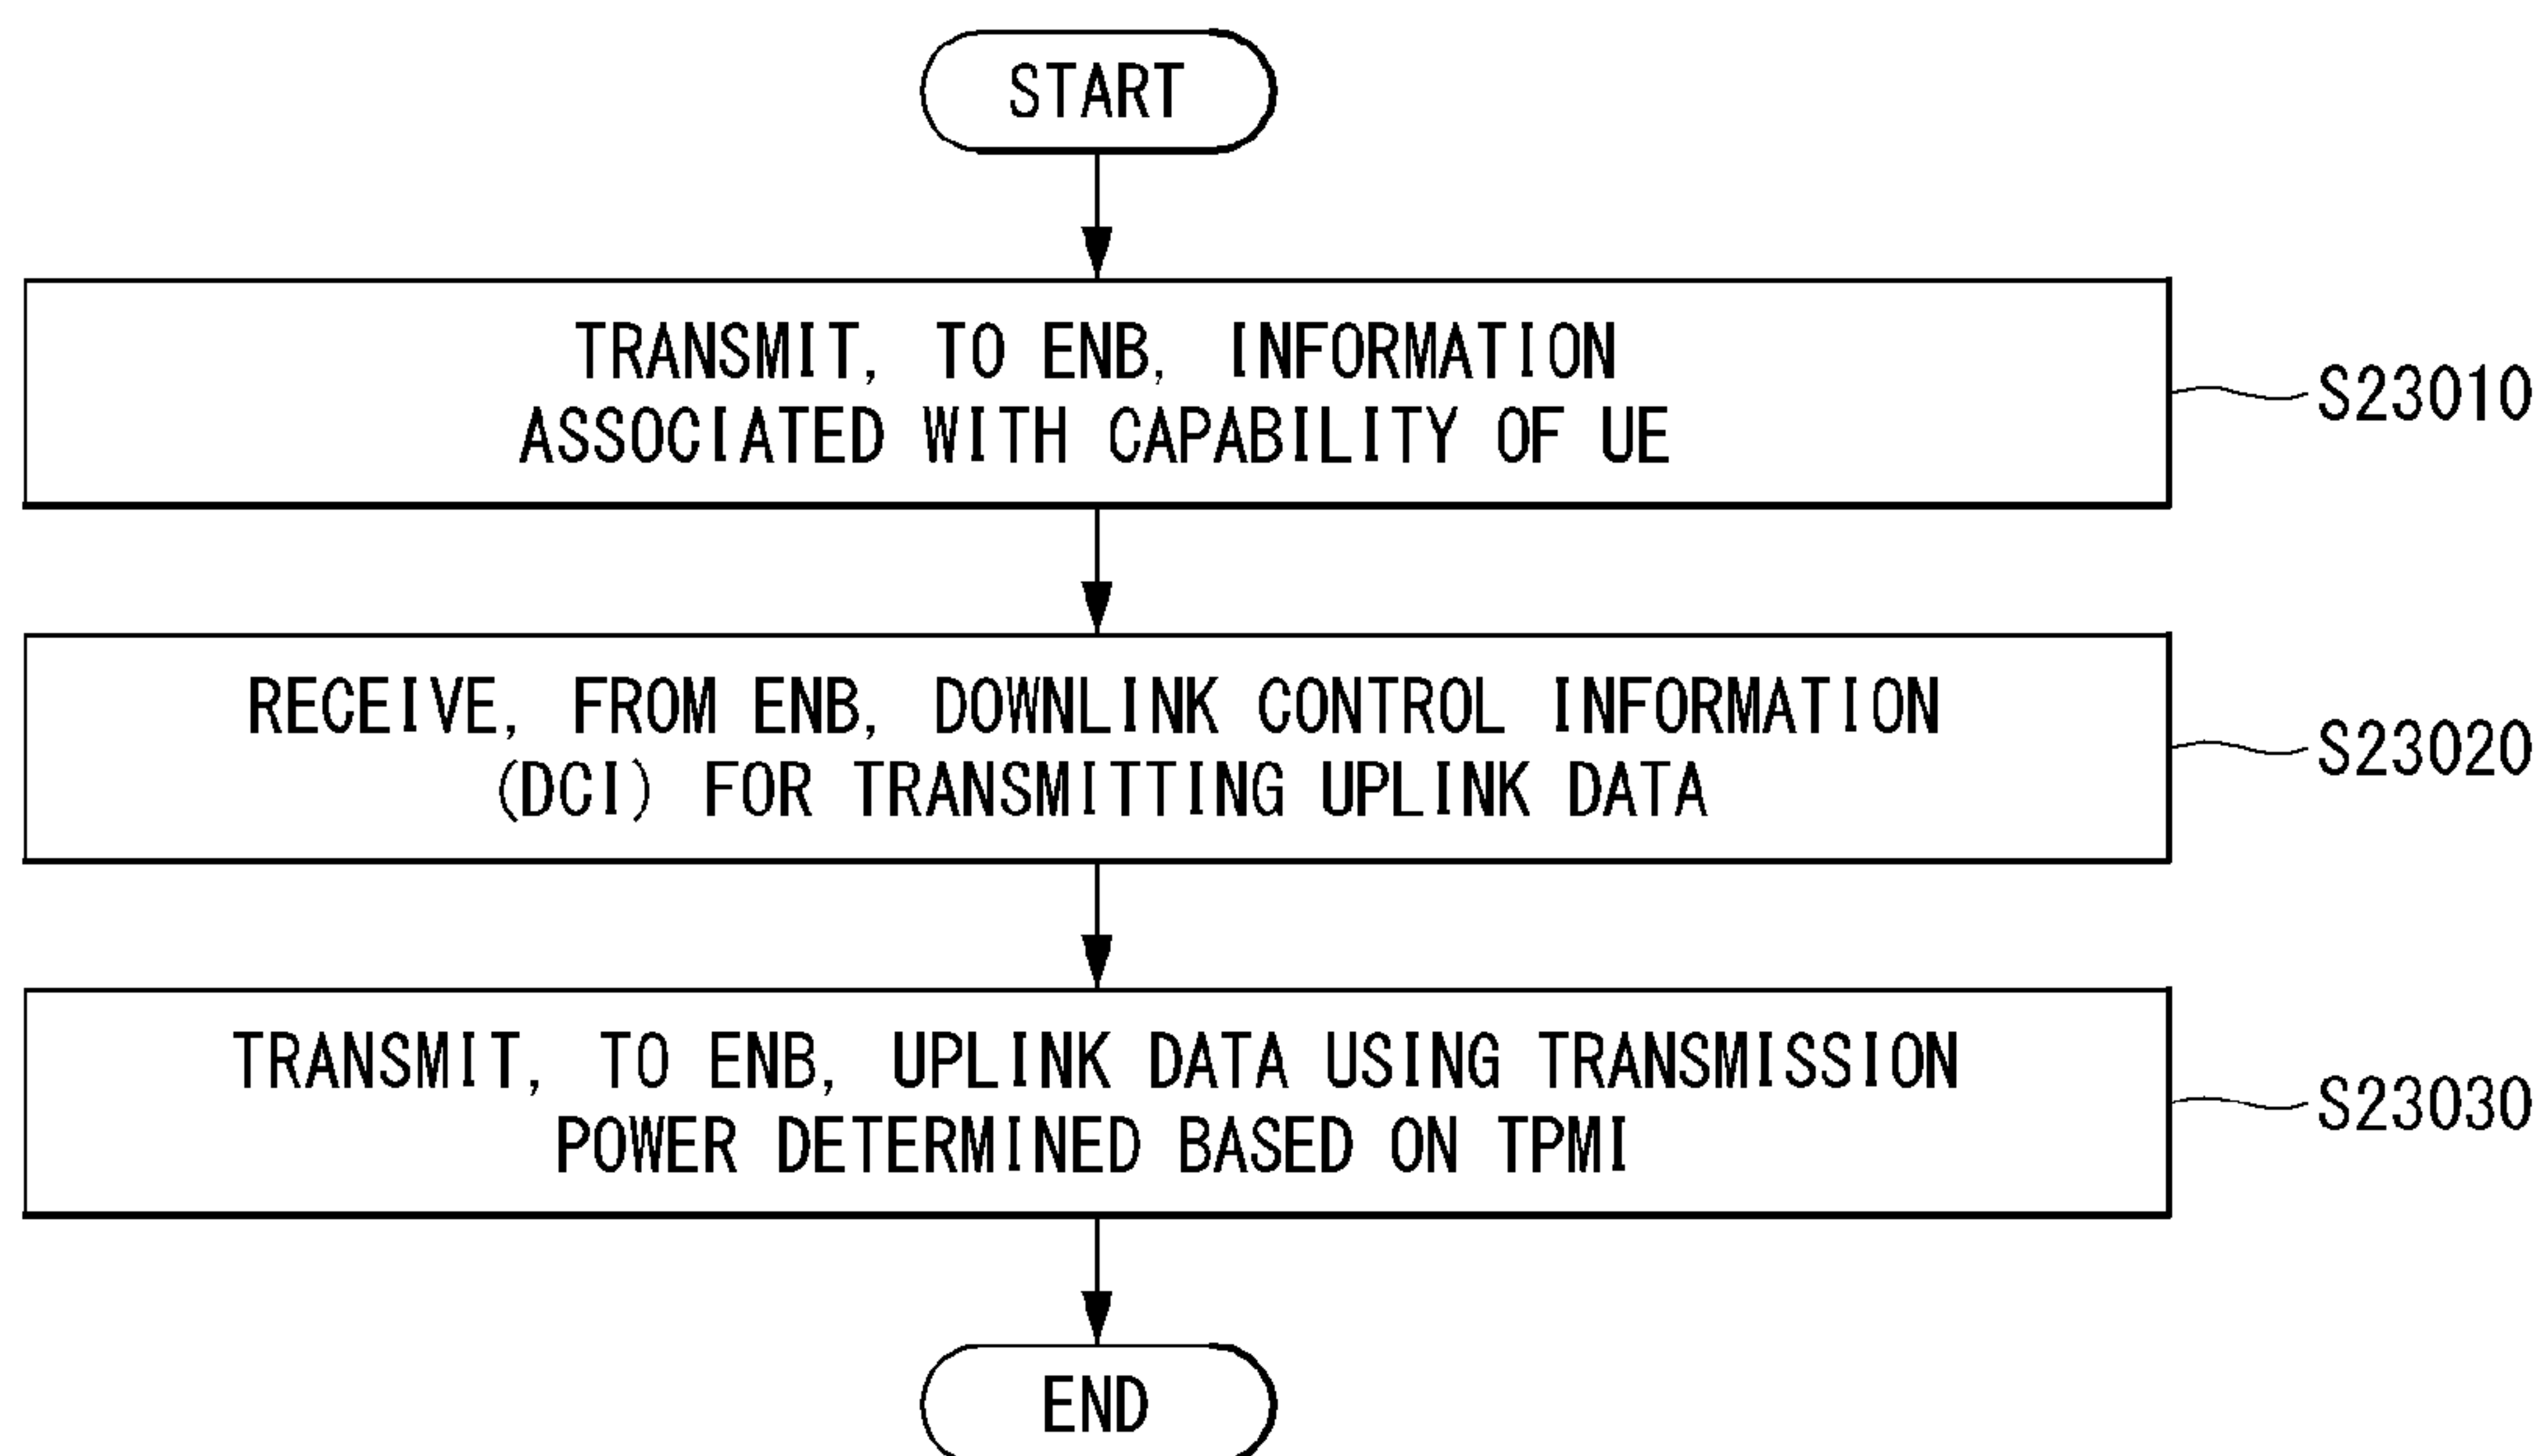 START
TRANSMIT, TO ENB, INFORMATION
ASSOCIATED WITH CAPABILITY OF UE
S23010
RECEIVE, FROM ENB, DOWNLINK CONTROL INFORMATION
(DCI) FOR TRANSMITTING UPLINK DATA
S23020
TRANSMIT, TO ENB, UPLINK DATA USING TRANSMISSION
POWER DETERMINED BASED ON TPMI
S23030
END